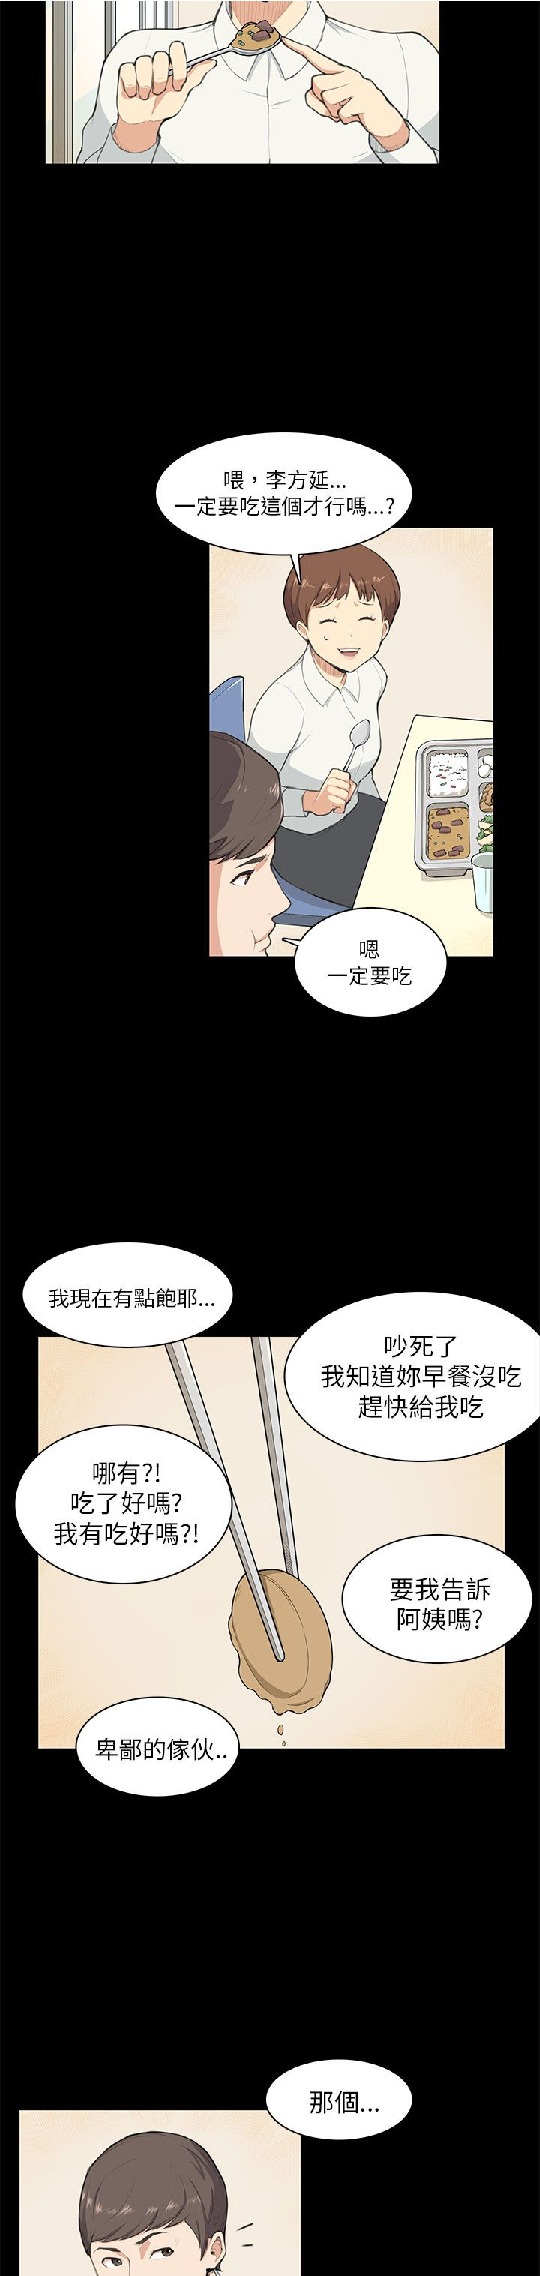 喂，李方延...
一定要吃這個才行嗎...?
嗯
一定要吃
我現在有點飽耶...
吵死了
我知道妳早餐沒吃
趕快給我吃
哪有?!
吃了好嗎?
我有吃好嗎?!
要我告訴
阿姨嗎?
卑鄙的傢伙..
那個...